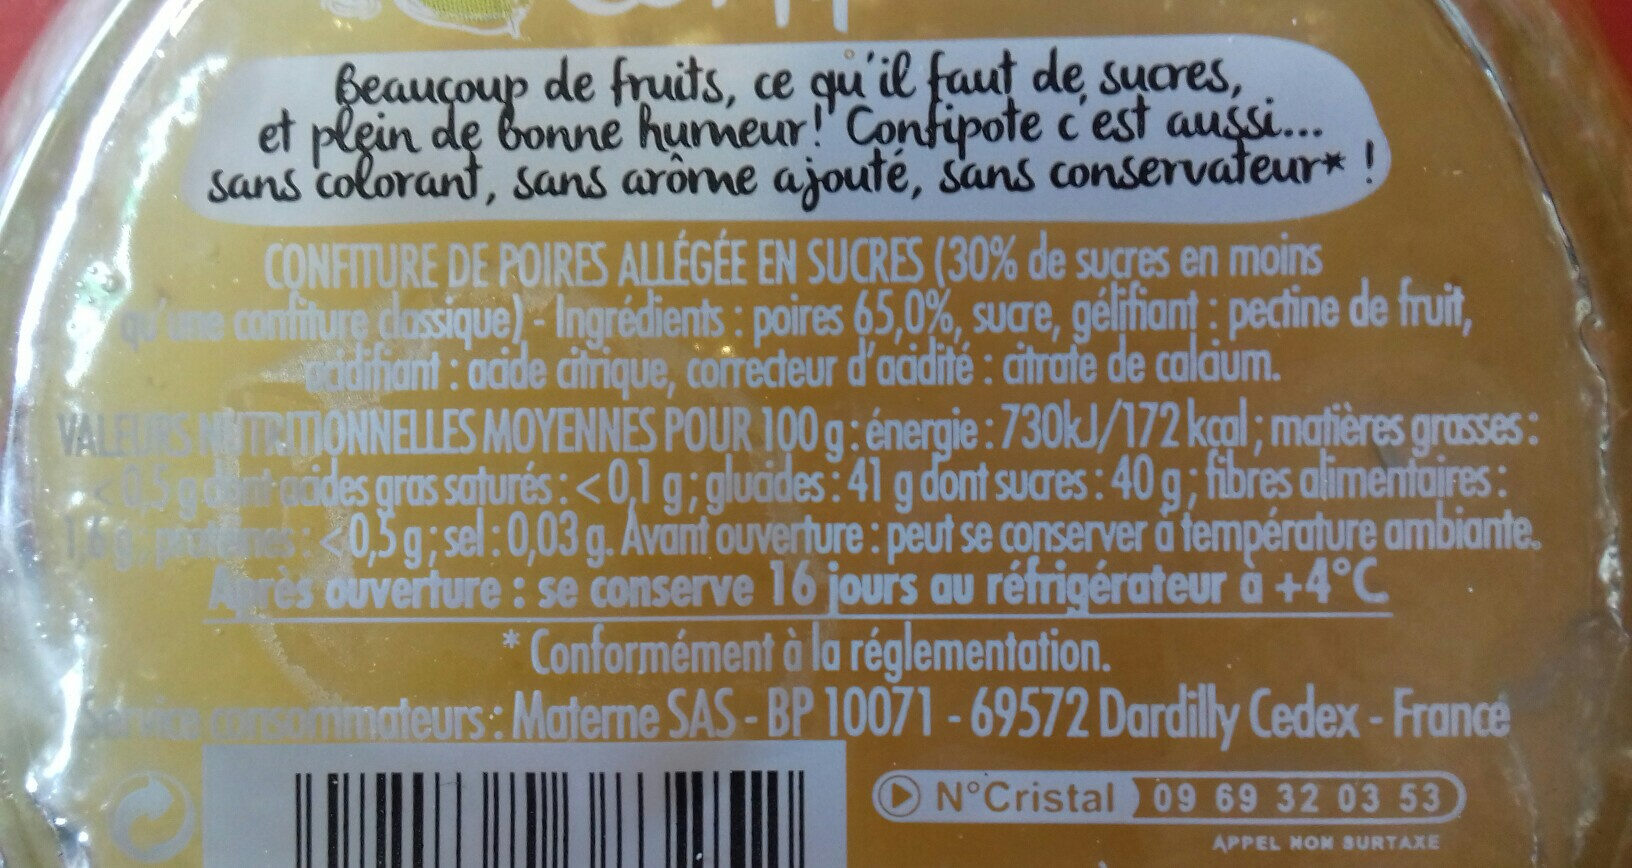 Beaucoup de fruits, ce qu'il faut de sucres,
et plein de bonne humeur! Confipote c'est aussi...
sans colorant, sans arôme ajouté, sans conservateur* !
CONFITURE DE POIRES ALLÉGÉE EN SUCRES (30% de sucres en moins
qu'une confiture classique) - Ingrédients : poires 65,0%, sucre, gélifiant : pectine de fruit,
acidifiant : acide citrique, correcteur d'acidité : citrate de calcium.
VALEURS NUTRITIONNELLES MOYENNES POUR 100 g : énergie : 730kJ/172 kcal ; matières grasses :
< 0,5 g dont acides gras saturés : < 0,1 g ; glucides : 41 g dont sucres : 40 g ; fibres alimentaires :
1,6 g ; protéines : <0,5 g ; sel : 0,03 g. Avant ouverture : peut se conserver à température ambiante.
Après ouverture : se conserve 16 jours au réfrigérateur à +4°C
* Conformément à la réglementation.
Service consommateurs : Materne SAS - BP 10071 - 69572 Dardilly Cedex - France
N°Cristal 09 69 32 03 53
APPEL NON SURTAXE